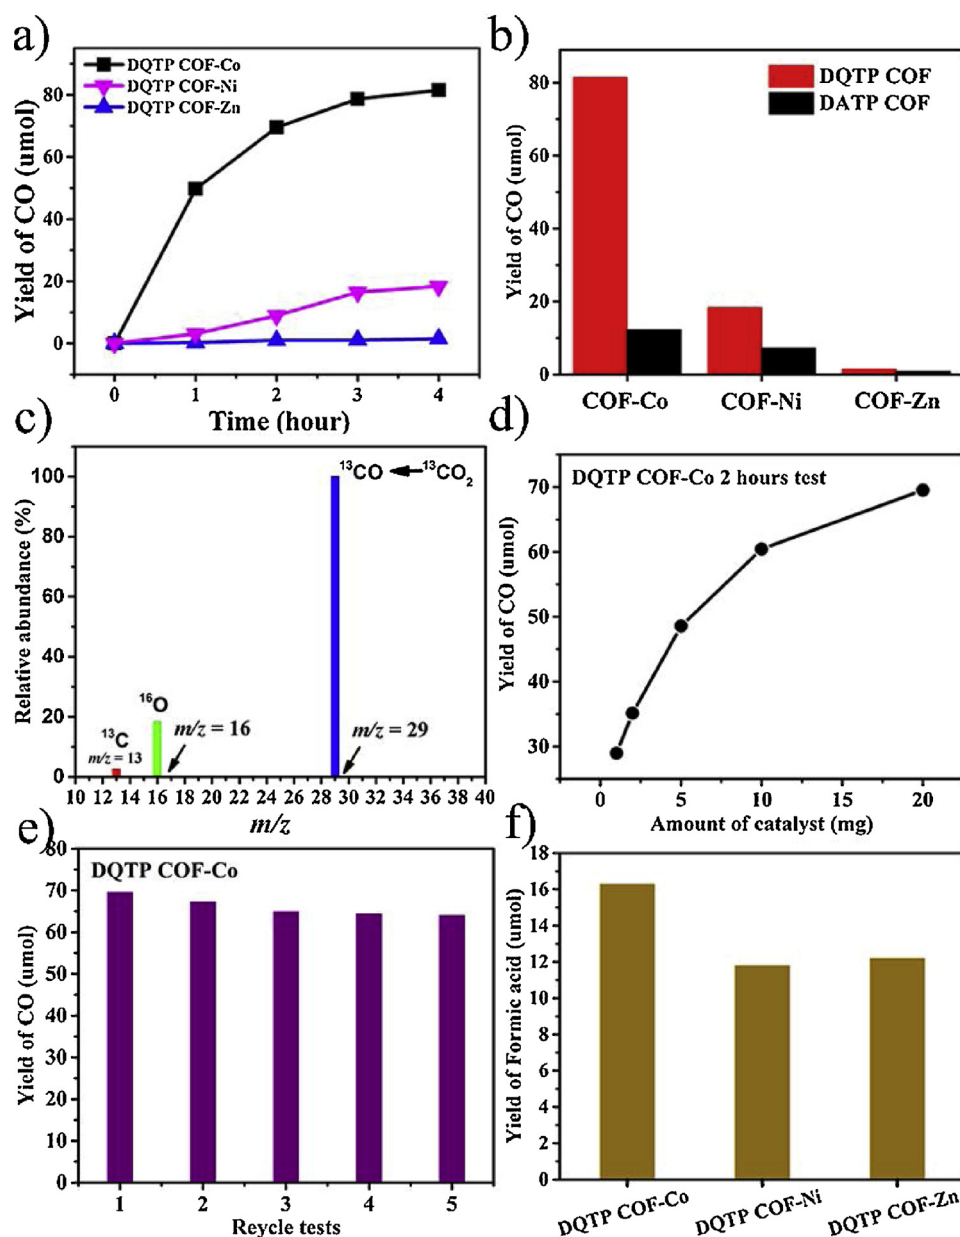 a)
DQTP COF-Co
DQTP COF-Ni
DQTP COF-Zn
Yield of CO (umol)
80
60
40
20
0
0 1 2 3 4
Time (hour)
b)
DQTP COF
DATP COF
Yield of CO (umol)
80
60
40
20
0
COF-Co COF-Ni COF-Zn
c)
¹³CO ← ¹³CO₂
Relative abundance (%)
100
80
60
40
20
0
¹⁶O
¹³C
m/z = 13
m/z = 16
m/z = 29
10 12 14 16 18 20 22 24 26 28 30 32 34 36 38 40
m/z
d)
DQTP COF-Co 2 hours test
Yield of CO (umol)
70
60
50
40
30
0 5 10 15 20
Amount of catalyst (mg)
e)
DQTP COF-Co
Yield of CO (umol)
80
70
60
50
40
30
20
10
0
1 2 3 4 5
Reycle tests
f)
Yield of Formic acid (umol)
18
16
14
12
10
8
6
4
2
0
DQTP COF-Co DQTP COF-Ni DQTP COF-Zn